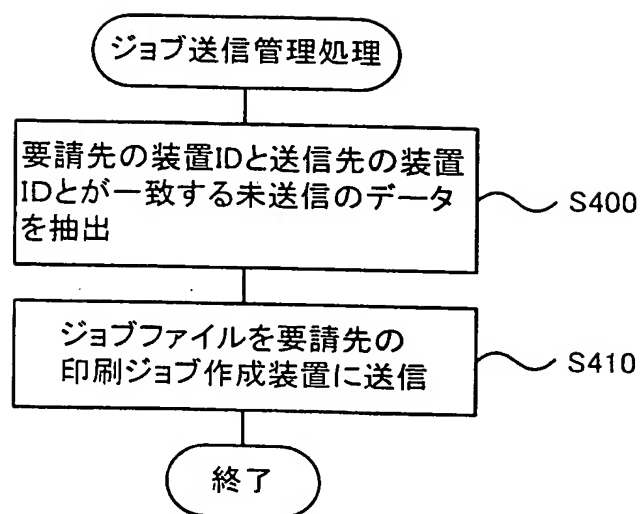 ジョブ送信管理処理
要請先の装置IDと送信先の装置
IDとが一致する未送信のデータ
を抽出
S400
ジョブファイルを要請先の
印刷ジョブ作成装置に送信
S410
終了